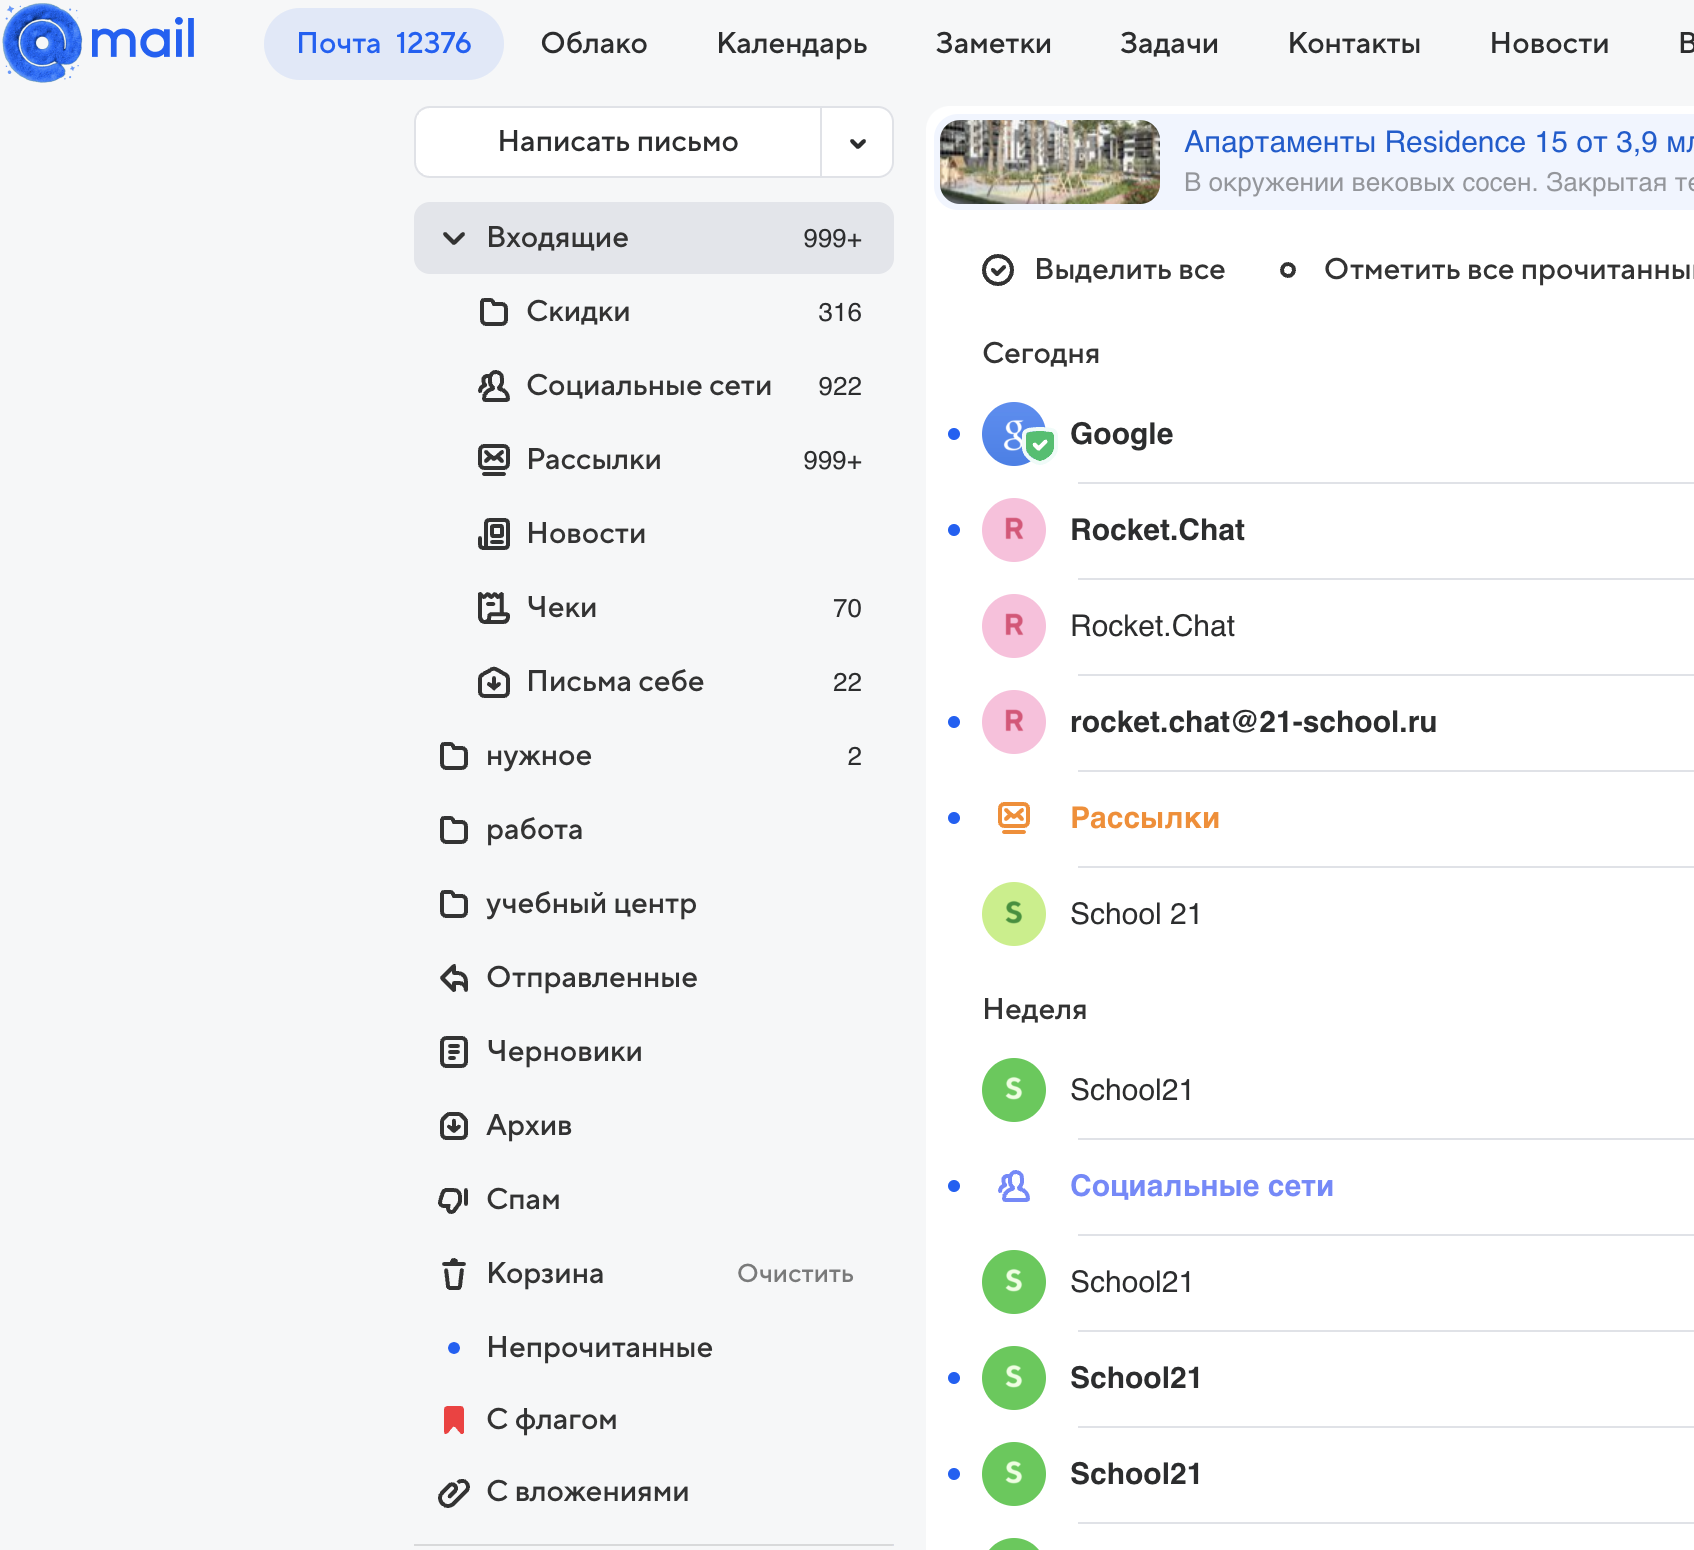 mail
Почта 12376
Облако
Календарь
Заметки
Задачи
Контакты
Новости
Написать письмо
Входящие 999+
Скидки 316
Социальные сети 922
Рассылки 999+
Новости
Чеки 70
Письма себе 22
нужное 2
работа
учебный центр
Отправленные
Черновики
Архив
Спам
Корзина Очистить
Непрочитанные
С флагом
С вложениями
Апартаменты Residence 15 от 3,9
В окружении вековых сосен. Закрытая
Выделить все
Отметить все
Сегодня
g Google
R Rocket.Chat
R Rocket.Chat
R rocket.chat@21-school.ru
Рассылки
S School 21
Неделя
S School21
Социальные сети
S School21
S School21
S School21